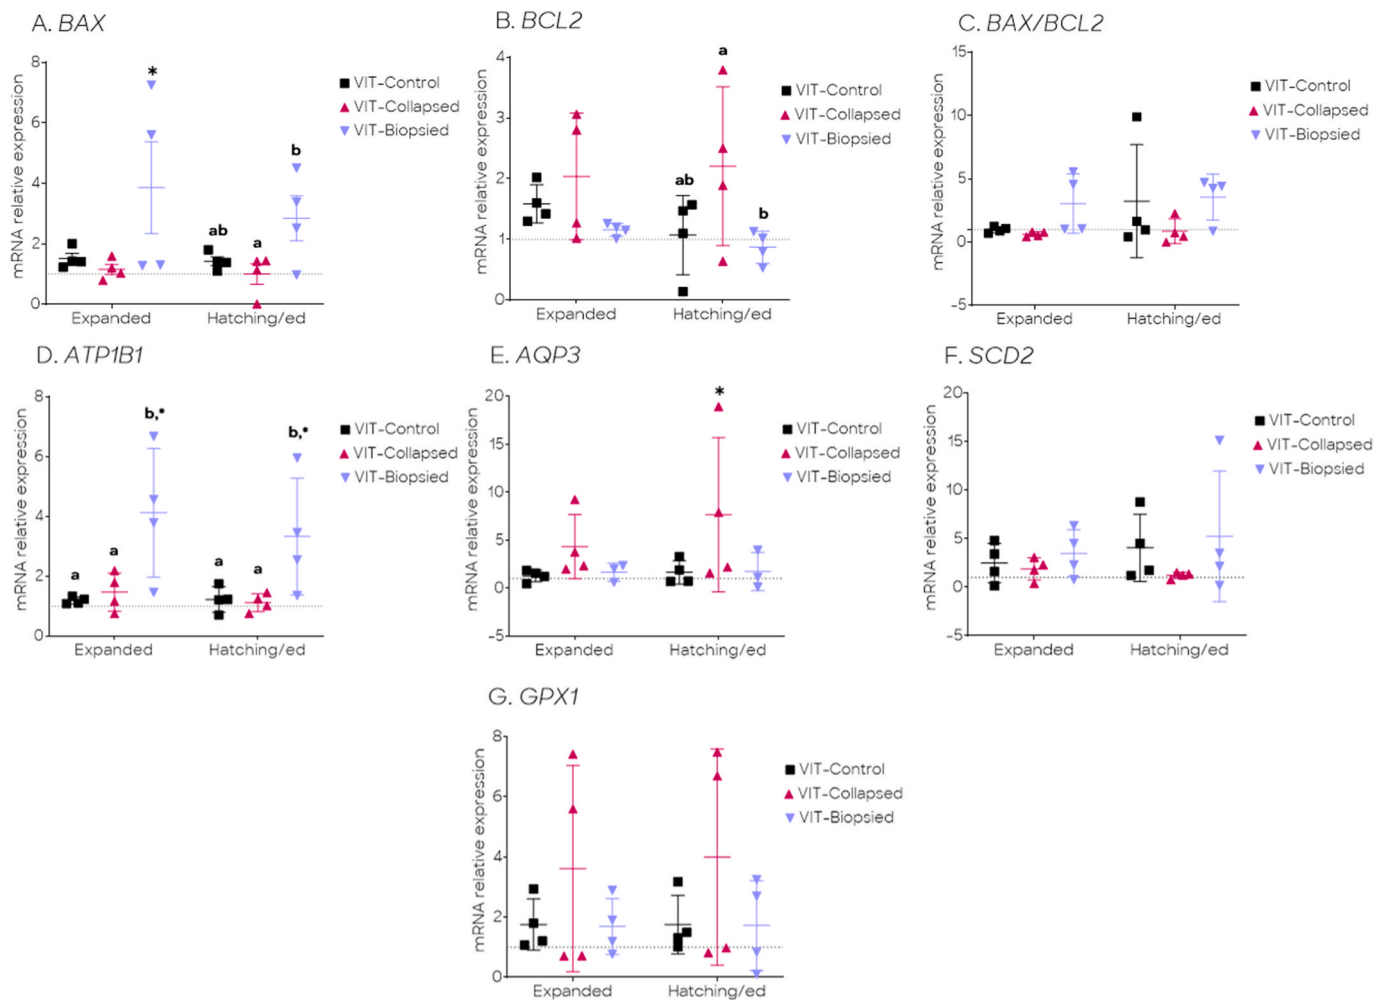 A. BAX
mRNA relative expression
8
6
4
2
0
*
ab
a
b
Expanded
Hatching/ed
VIT-Control
VIT-Collapsed
VIT-Biopsied
B. BCL2
mRNA relative expression
4
3
2
1
0
ab
a
b
Expanded
Hatching/ed
VIT-Control
VIT-Collapsed
VIT-Biopsied
C. BAX/BCL2
mRNA relative expression
15
10
5
0
-5
Expanded
Hatching/ed
VIT-Control
VIT-Collapsed
VIT-Biopsied
D. ATP1B1
mRNA relative expression
8
6
4
2
0
a
a
b,*
a
a
b,*
Expanded
Hatching/ed
VIT-Control
VIT-Collapsed
VIT-Biopsied
E. AQP3
mRNA relative expression
20
15
10
5
0
-5
*
Expanded
Hatching/ed
VIT-Control
VIT-Collapsed
VIT-Biopsied
F. SCD2
mRNA relative expression
20
15
10
5
0
-5
Expanded
Hatching/ed
VIT-Control
VIT-Collapsed
VIT-Biopsied
G. GPX1
mRNA relative expression
8
6
4
2
0
Expanded
Hatching/ed
VIT-Control
VIT-Collapsed
VIT-Biopsied